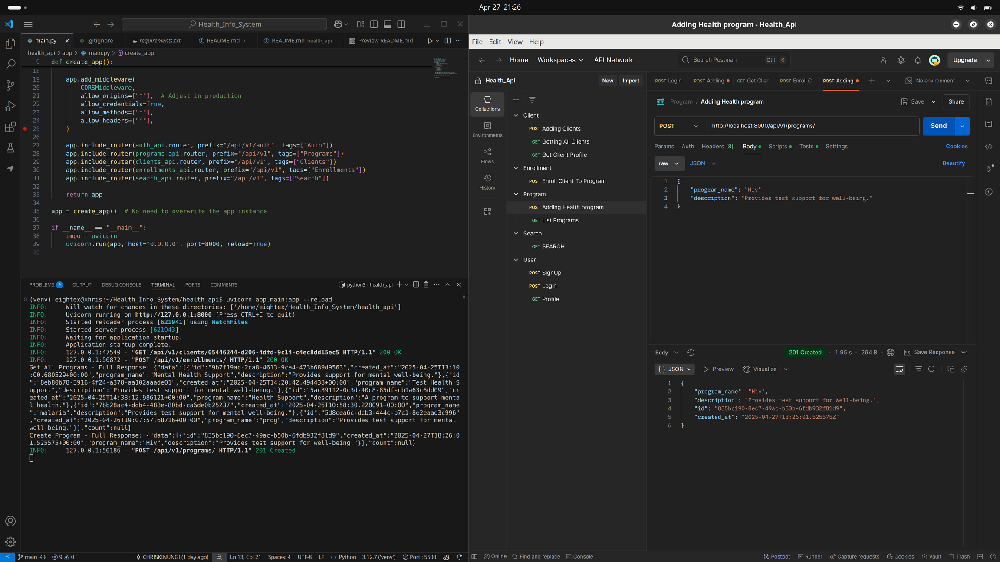 Apr 27 21:26
Health_Info_System
main.py
.gitignore
requirements.txt
README.md ./
README.md health_api
Preview README.md
health_api > app > main.py > create_app
9 def create_app():
18
19 app.add_middleware(
20 CORSMiddleware,
21 allow_origins=["*"], # Adjust in production
22 allow_credentials=True,
23 allow_methods=["*"],
24 allow_headers=["*"],
25 )
26
27 app.include_router(auth_api.router, prefix="/api/v1/auth", tags=["Auth"])
28 app.include_router(programs_api.router, prefix="/api/v1", tags=["Programs"])
29 app.include_router(clients_api.router, prefix="/api/v1", tags=["Clients"])
30 app.include_router(enrollments_api.router, prefix="/api/v1", tags=["Enrollments"])
31 app.include_router(search_api.router, prefix="/api/v1", tags=["Search"])
32
33 return app
34
35 app = create_app() # No need to overwrite the app instance
36
37 if __name__ == "__main__":
38 import uvicorn
39 uvicorn.run(app, host="0.0.0.0", port=8000, reload=True)
40
PROBLEMS 9 OUTPUT DEBUG CONSOLE TERMINAL PORTS COMMENTS
python3 - health_api
(venv) eightex@xhris:~/Health_Info_System/health_api$ uvicorn app.main:app --reload
INFO: Will watch for changes in these directories: ['/home/eightex/Health_Info_System/health_api']
INFO: Uvicorn running on http://127.0.0.1:8000 (Press CTRL+C to quit)
INFO: Started reloader process [621941] using WatchFiles
INFO: Started server process [621943]
INFO: Waiting for application startup.
INFO: Application startup complete.
INFO: 127.0.0.1:47540 - "GET /api/v1/clients/05446244-d206-4dfd-9c14-c4ec8dd15ec5 HTTP/1.1" 200 OK
INFO: 127.0.0.1:50872 - "POST /api/v1/enrollments/ HTTP/1.1" 200 OK
Get All Programs - Full Response: {"data":[{"id":"9b7f19ac-2ca8-4613-9ca4-473b689d9563","created_at":"2025-04-25T13:10
:00.680529+00:00","program_name":"Mental Health Support","description":"Provides support for mental well-being."},{"id
":"8eb80b78-3916-4f24-a378-aa102aaade01","created_at":"2025-04-25T14:20:42.494438+00:00","program_name":"Test Health S
upport","description":"Provides test support for mental well-being."},{"id":"5ac89112-0c3d-40c8-85df-cb1a63c6dd09","cr
eated_at":"2025-04-25T14:38:12.986121+00:00","program_name":"Health Support","description":"A program to support menta
l health."},{"id":"7bb28ac4-ddb4-488e-80bd-ca6de0b25237","created_at":"2025-04-26T10:58:30.228091+00:00","program_name
":"malaria","description":"Provides test support for mental well-being."},{"id":"5d8cea6c-dcb3-444c-b7c1-8e2eaad3c996"
,"created_at":"2025-04-26T19:07:57.68716+00:00","program_name":"prog","description":"Provides test support for mental
well-being."}],"count":null}
Create Program - Full Response: {"data":[{"id":"835bc190-8ec7-49ac-b50b-6fdb932f81d9","created_at":"2025-04-27T18:26:0
1.525575+00:00","program_name":"Hiv","description":"Provides test support for well-being."}],"count":null}
INFO: 127.0.0.1:50186 - "POST /api/v1/programs/ HTTP/1.1" 201 Created
main 9 0 CHRISKINUNGI (1 day ago) Ln 13, Col 21 Spaces: 4 UTF-8 LF {} Python 3.12.7 ('venv') Port : 5500
Adding Health program - Health_Api
File Edit View Help
Home Workspaces API Network Search Postman Ctrl K Upgrade
Health_Api New Import
Collections
Environments
Flows
History
Client
POST Adding Clients
GET Getting All Clients
GET Get Client Profile
Enrollment
POST Enroll Client To Program
Program
POST Adding Health program
GET List Programs
Search
GET SEARCH
User
POST SignUp
POST Login
GET Profile
POST Login POST Adding GET Get Clier POST Enroll C POST Adding No environment
HTTP Program / Adding Health program Save Share
POST http://localhost:8000/api/v1/programs/ Send
Params Auth Headers (8) Body Scripts Tests Settings Cookies
raw JSON Beautify
1 {
2 "program_name": "Hiv",
3 "description": "Provides test support for well-being."
4 }
Body 201 Created 1.95 s 294 B e.g. Save Response
{} JSON Preview Visualize
1 {
2 "program_name": "Hiv",
3 "description": "Provides test support for well-being.",
4 "id": "835bc190-8ec7-49ac-b50b-6fdb932f81d9",
5 "created_at": "2025-04-27T18:26:01.525575Z"
6 }
Online Find and replace Console Postbot Runner Capture requests Cookies Vault Trash